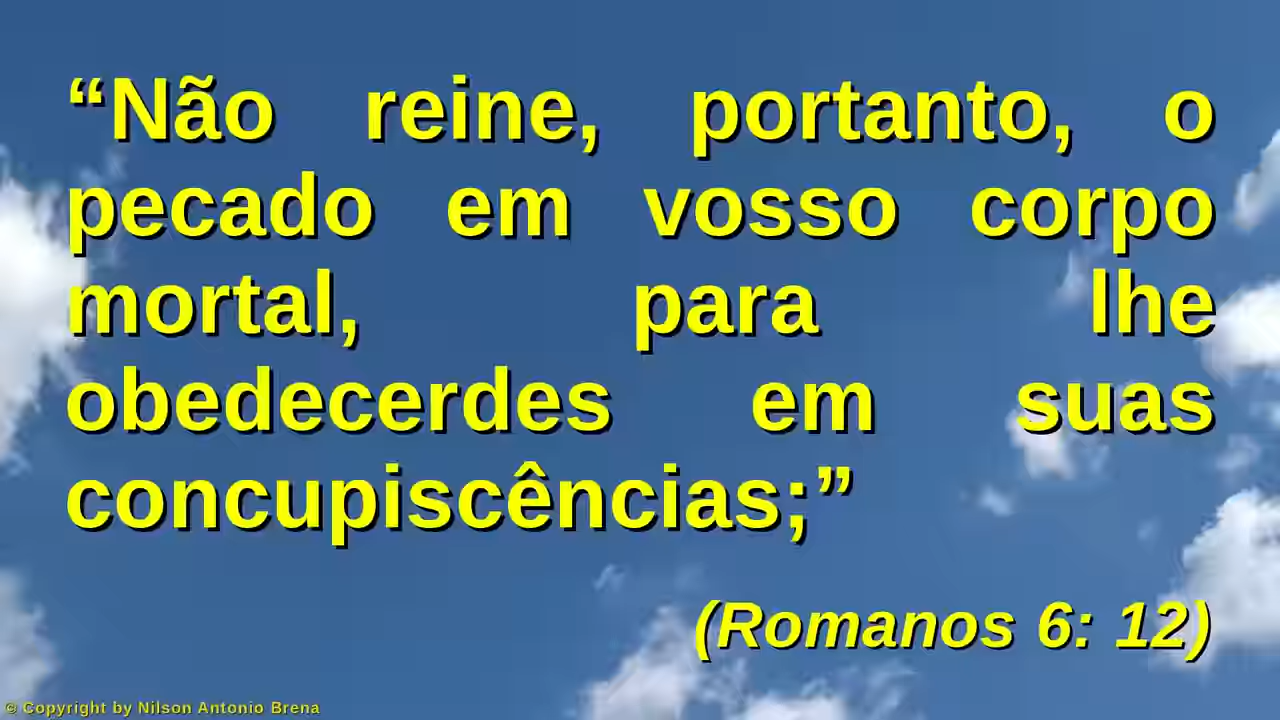 “Não reine, portanto, o
pecado em vosso corpo
mortal, para lhe
obedecerdes em suas
concupiscências;”
(Romanos 6: 12)
© Copyright by Nilson Antonio Brena